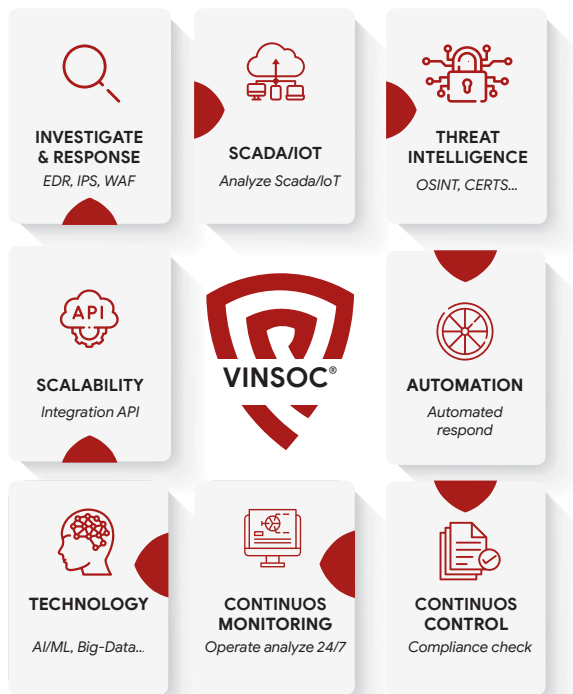 INVESTIGATE
& RESPONSE
EDR, IPS, WAF
SCADA/IOT
Analyze Scada/IoT
THREAT
INTELLIGENCE
OSINT, CERTS...
API
SCALABILITY
Integration API
VINSOC®
AUTOMATION
Automated
respond
TECHNOLOGY
AI/ML, Big-Data...
CONTINUOS
MONITORING
Operate analyze 24/7
CONTINUOS
CONTROL
Compliance check